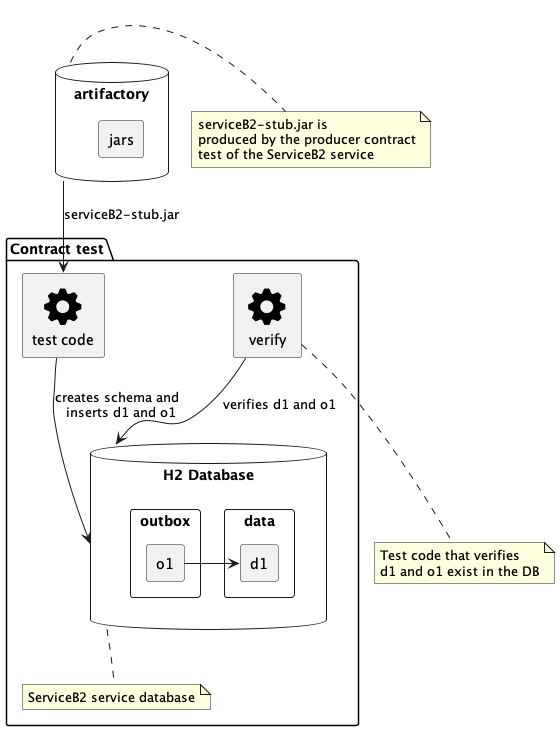 artifactory
jars
serviceB2-stub.jar is
produced by the producer contract
test of the ServiceB2 service
serviceB2-stub.jar
Contract test
test code
verify
creates schema and
inserts d1 and o1
verifies d1 and o1
H2 Database
outbox
data
o1
d1
Test code that verifies
d1 and o1 exist in the DB
ServiceB2 service database